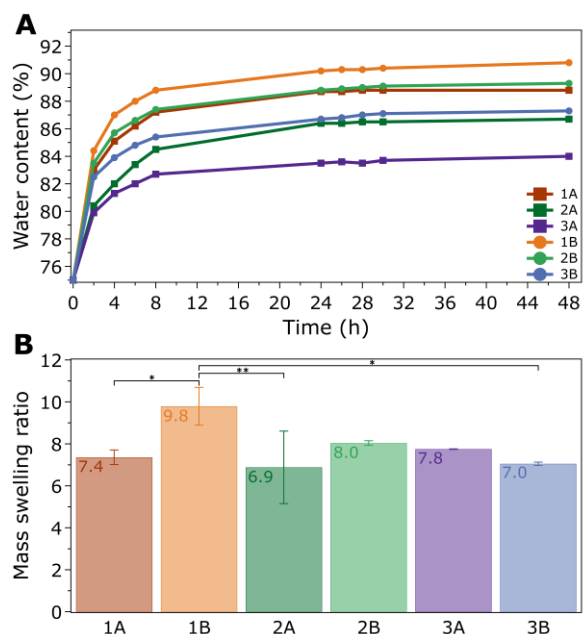 A
Water content (%)
92
90
88
86
84
82
80
78
76
0 4 8 12 16 20 24 28 32 36 40 44 48
Time (h)
1A
2A
3A
1B
2B
3B
B
Mass swelling ratio
12
10
8
6
4
2
0
* ** *
7.4 9.8 6.9 8.0 7.8 7.0
1A 1B 2A 2B 3A 3B